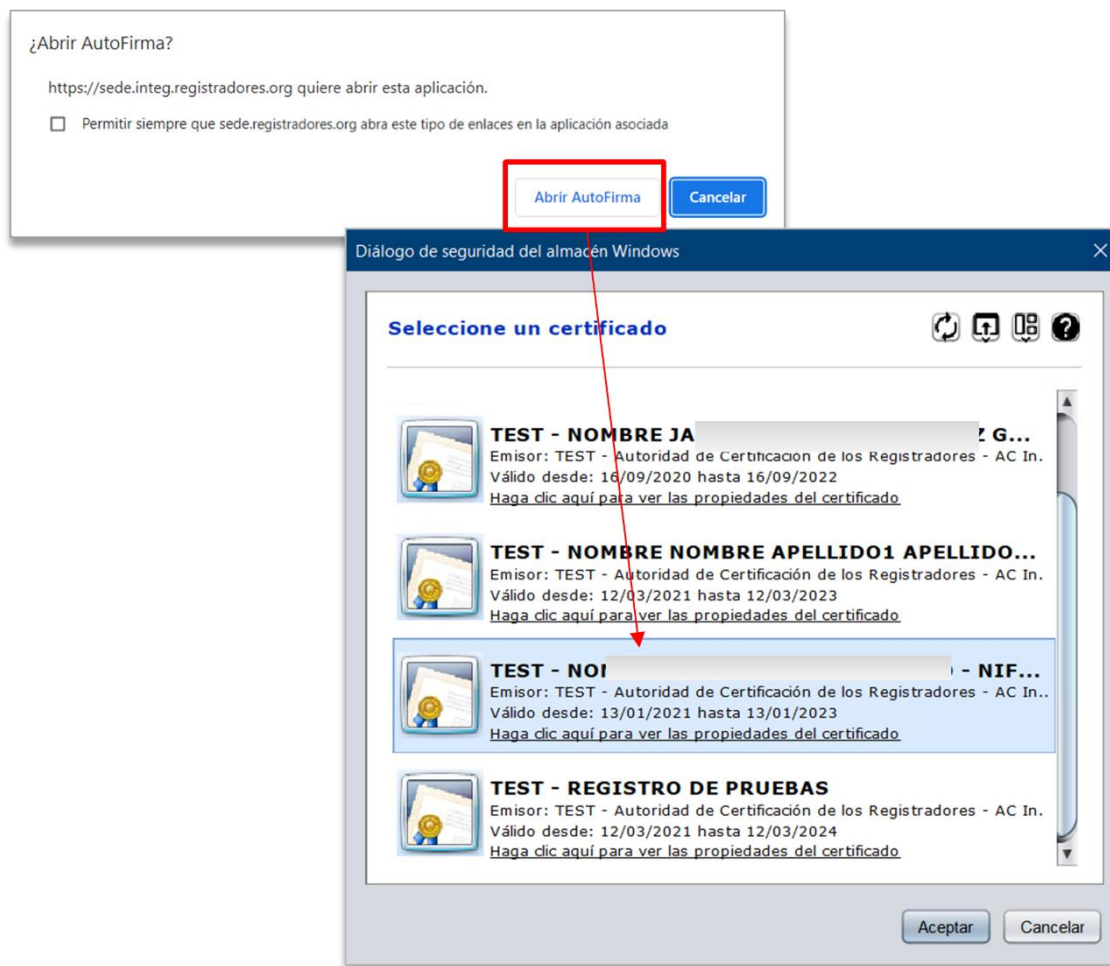 ¿Abrir AutoFirma?
https://sede.integ.registradores.org quiere abrir esta aplicación.
Permitir siempre que sede.registradores.org abra este tipo de enlaces en la aplicación asociada
Abrir AutoFirma
Cancelar
Diálogo de seguridad del almacén Windows
Seleccione un certificado
TEST - NOMBRE JA Z G...
Emisor: TEST - Autoridad de Certificación de los Registradores - AC In.
Válido desde: 16/09/2020 hasta 16/09/2022
Haga clic aquí para ver las propiedades del certificado
TEST - NOMBRE NOMBRE APELLIDO1 APELLIDO...
Emisor: TEST - Autoridad de Certificación de los Registradores - AC In.
Válido desde: 12/03/2021 hasta 12/03/2023
Haga clic aquí para ver las propiedades del certificado
TEST - - NIF...
Emisor: TEST - Autoridad de Certificación de los Registradores - AC In..
Válido desde: 13/01/2021 hasta 13/01/2023
Haga clic aquí para ver las propiedades del certificado
TEST - REGISTRO DE PRUEBAS
Emisor: TEST - Autoridad de Certificación de los Registradores - AC In.
Válido desde: 12/03/2021 hasta 12/03/2024
Haga clic aquí para ver las propiedades del certificado
Aceptar
Cancelar